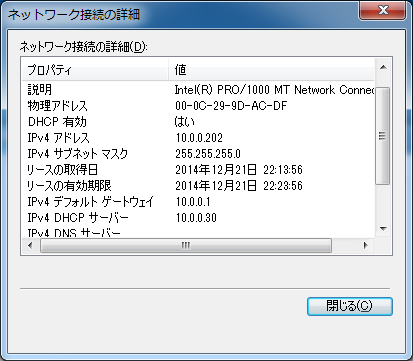 ネットワーク接続の詳細
ネットワーク接続の詳細(D):
プロパティ 値
説明 Intel(R) PRO/1000 MT Network Connec
物理アドレス 00-0C-29-9D-AC-DF
DHCP 有効 はい
IPv4 アドレス 10.0.0.202
IPv4 サブネット マスク 255.255.255.0
リースの取得日 2014年12月21日 22:13:56
リースの有効期限 2014年12月21日 22:23:56
IPv4 デフォルト ゲートウェイ 10.0.0.1
IPv4 DHCP サーバー 10.0.0.30
IPv4 DNS サーバー
閉じる(C)